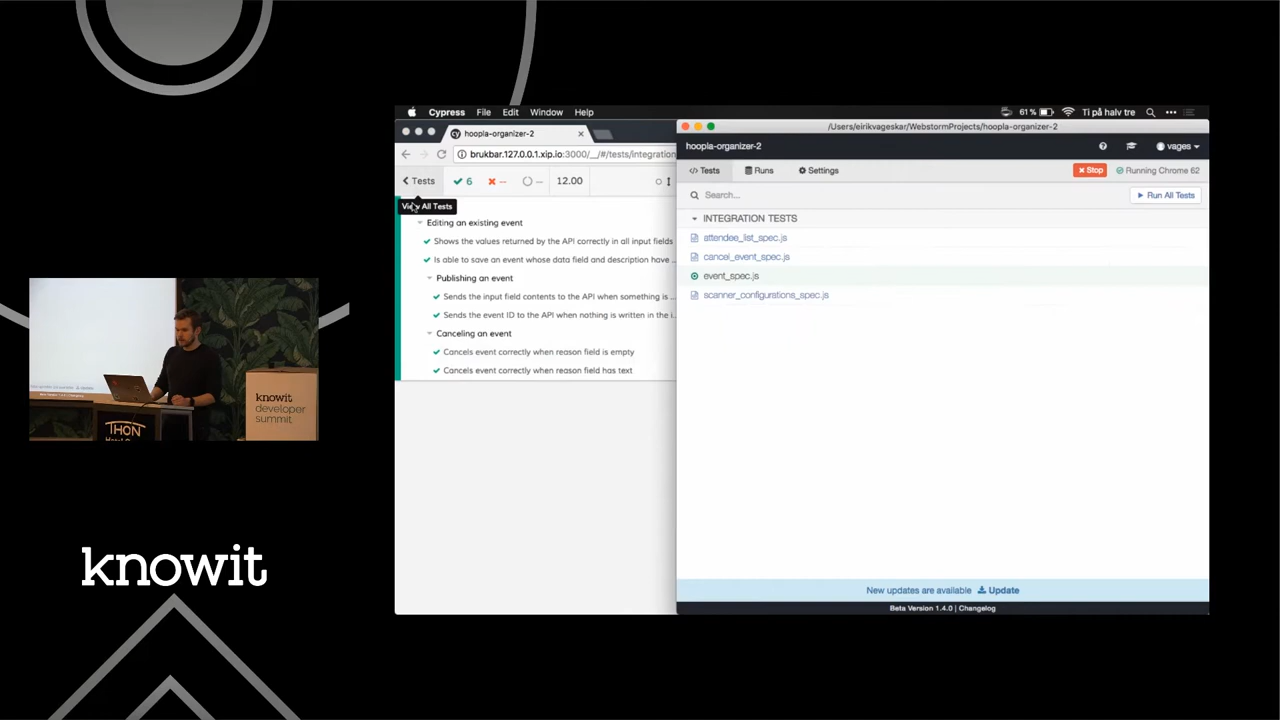 Cypress File Edit Window Help
61 % Ti på halv tre
hoopla-organizer-2
brukbar.127.0.0.1.xip.io:3000/__/#/tests/integration
Tests 6 -- -- 12.00
View All Tests
Editing an existing event
Shows the values returned by the API correctly in all input fields
Is able to save an event whose data field and description have ...
Publishing an event
Sends the input field contents to the API when something is ...
Sends the event ID to the API when nothing is written in the i...
Canceling an event
Cancels event correctly when reason field is empty
Cancels event correctly when reason field has text
/Users/eirikvageskar/WebstormProjects/hoopla-organizer-2
hoopla-organizer-2
vages
Tests Runs Settings
Stop Running Chrome 62
Search...
Run All Tests
INTEGRATION TESTS
attendee_list_spec.js
cancel_event_spec.js
event_spec.js
scanner_configurations_spec.js
New updates are available Update
Beta Version 1.4.0 | Changelog
knowit
developer
summit
THON
Hotel
knowit